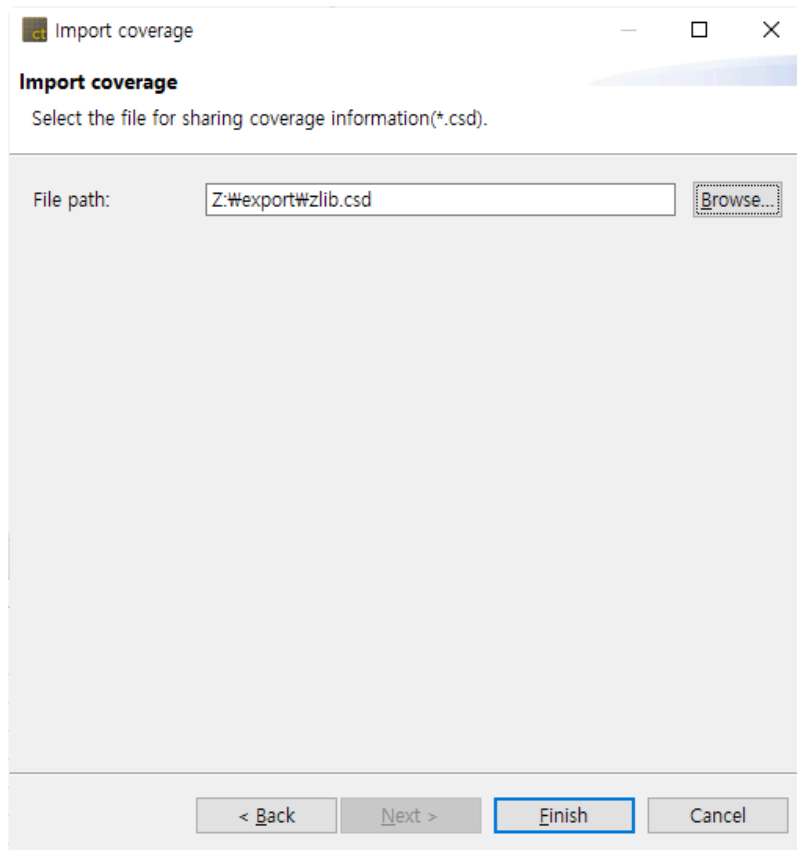 ct Import coverage
Import coverage
Select the file for sharing coverage information(*.csd).
File path: Z:₩export₩zlib.csd Browse...
< Back Next > Finish Cancel